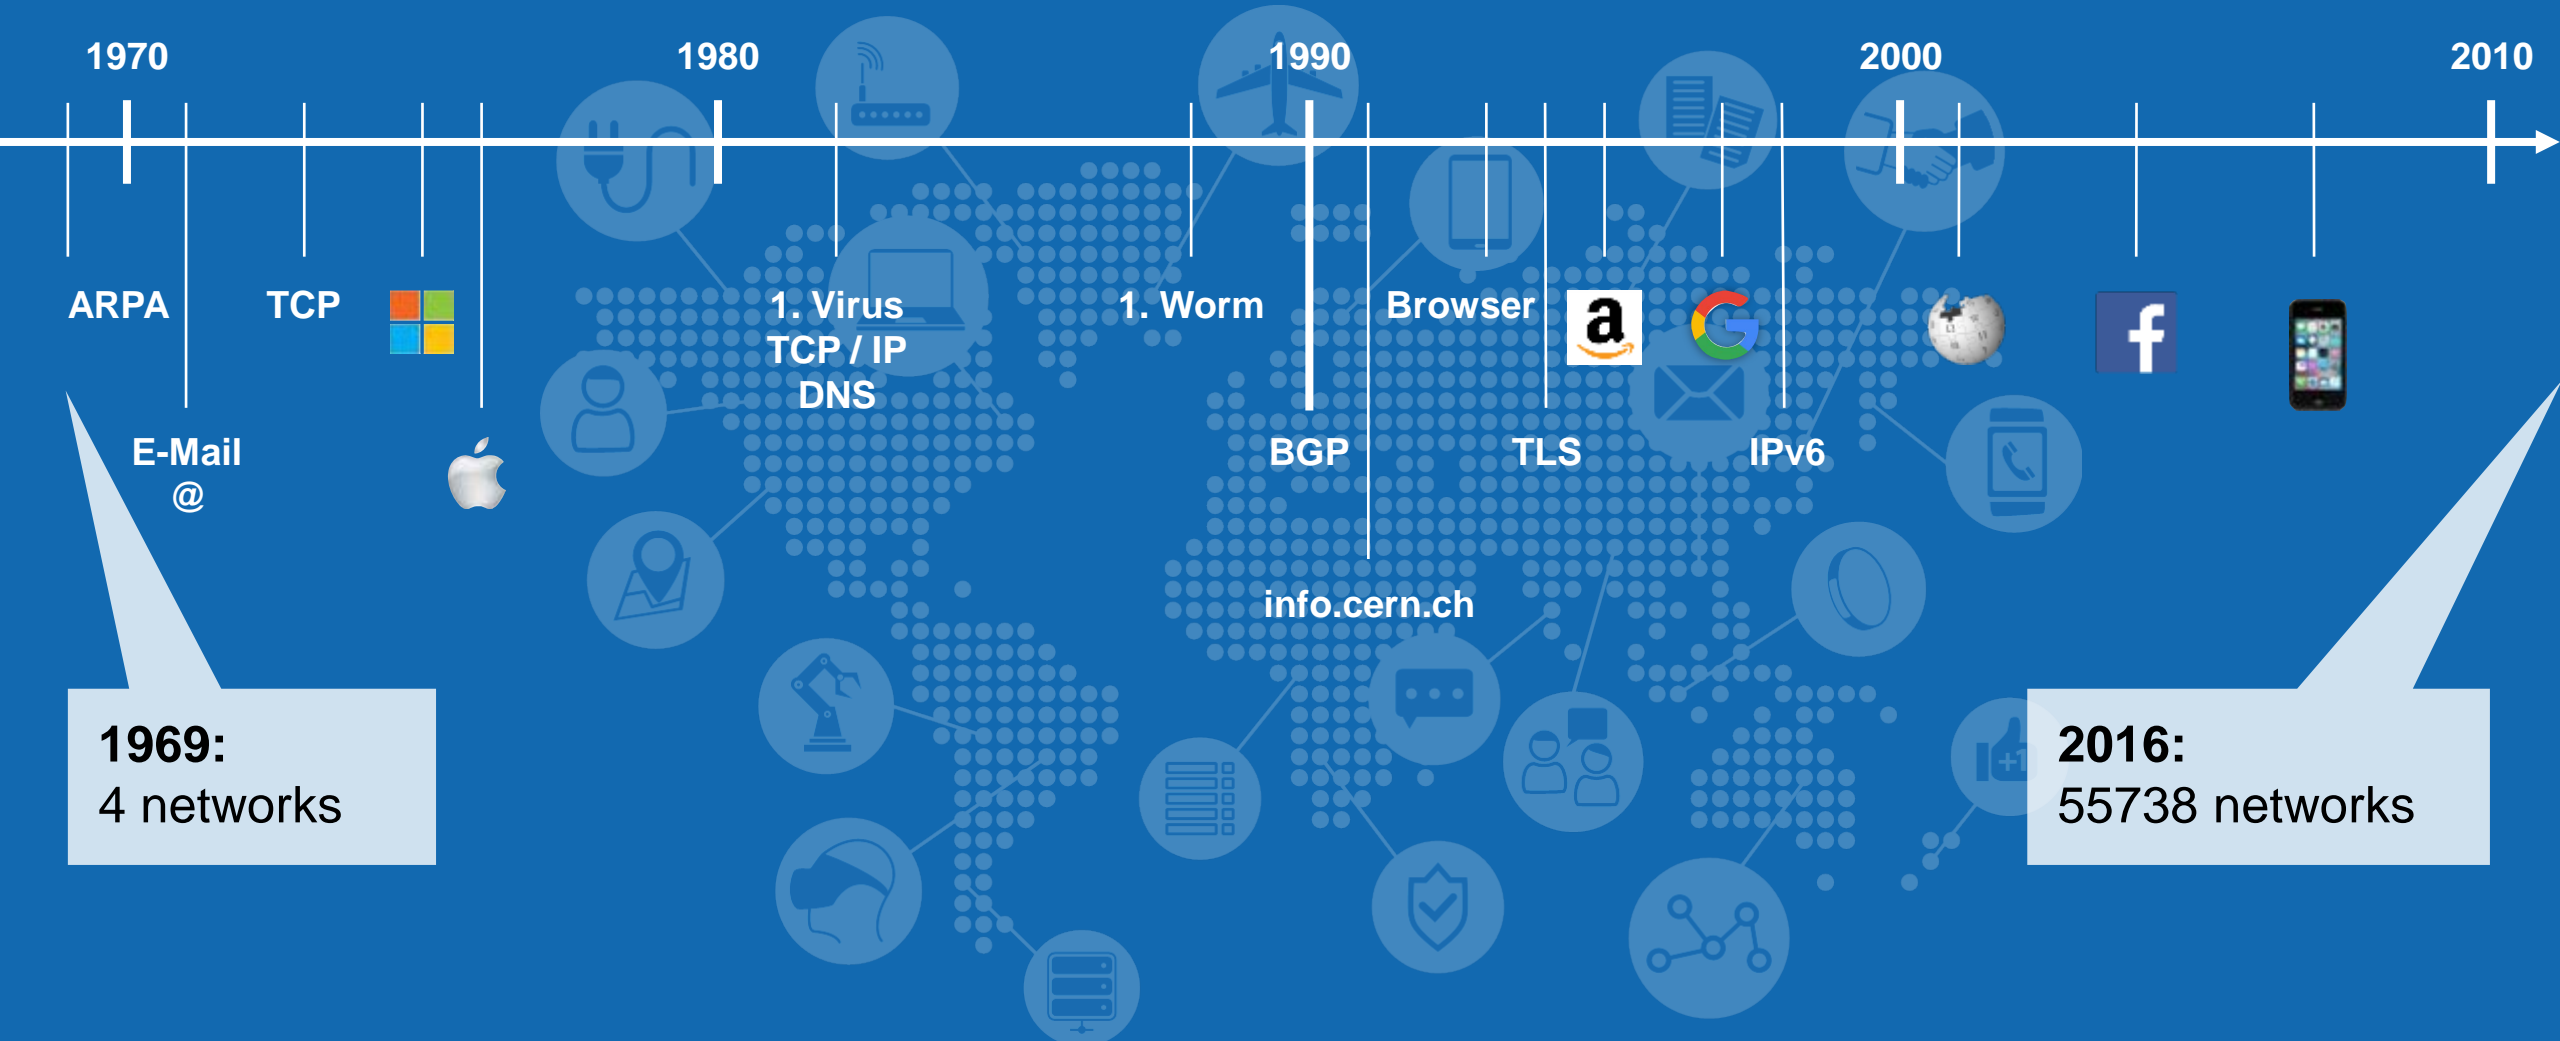 1970
1980
1990
2000
2010
ARPA
TCP
1. Virus
TCP / IP
DNS
1. Worm
Browser
a
G
f
E-Mail
@
BGP
TLS
IPv6
info.cern.ch
1969:
4 networks
+1
2016:
55738 networks